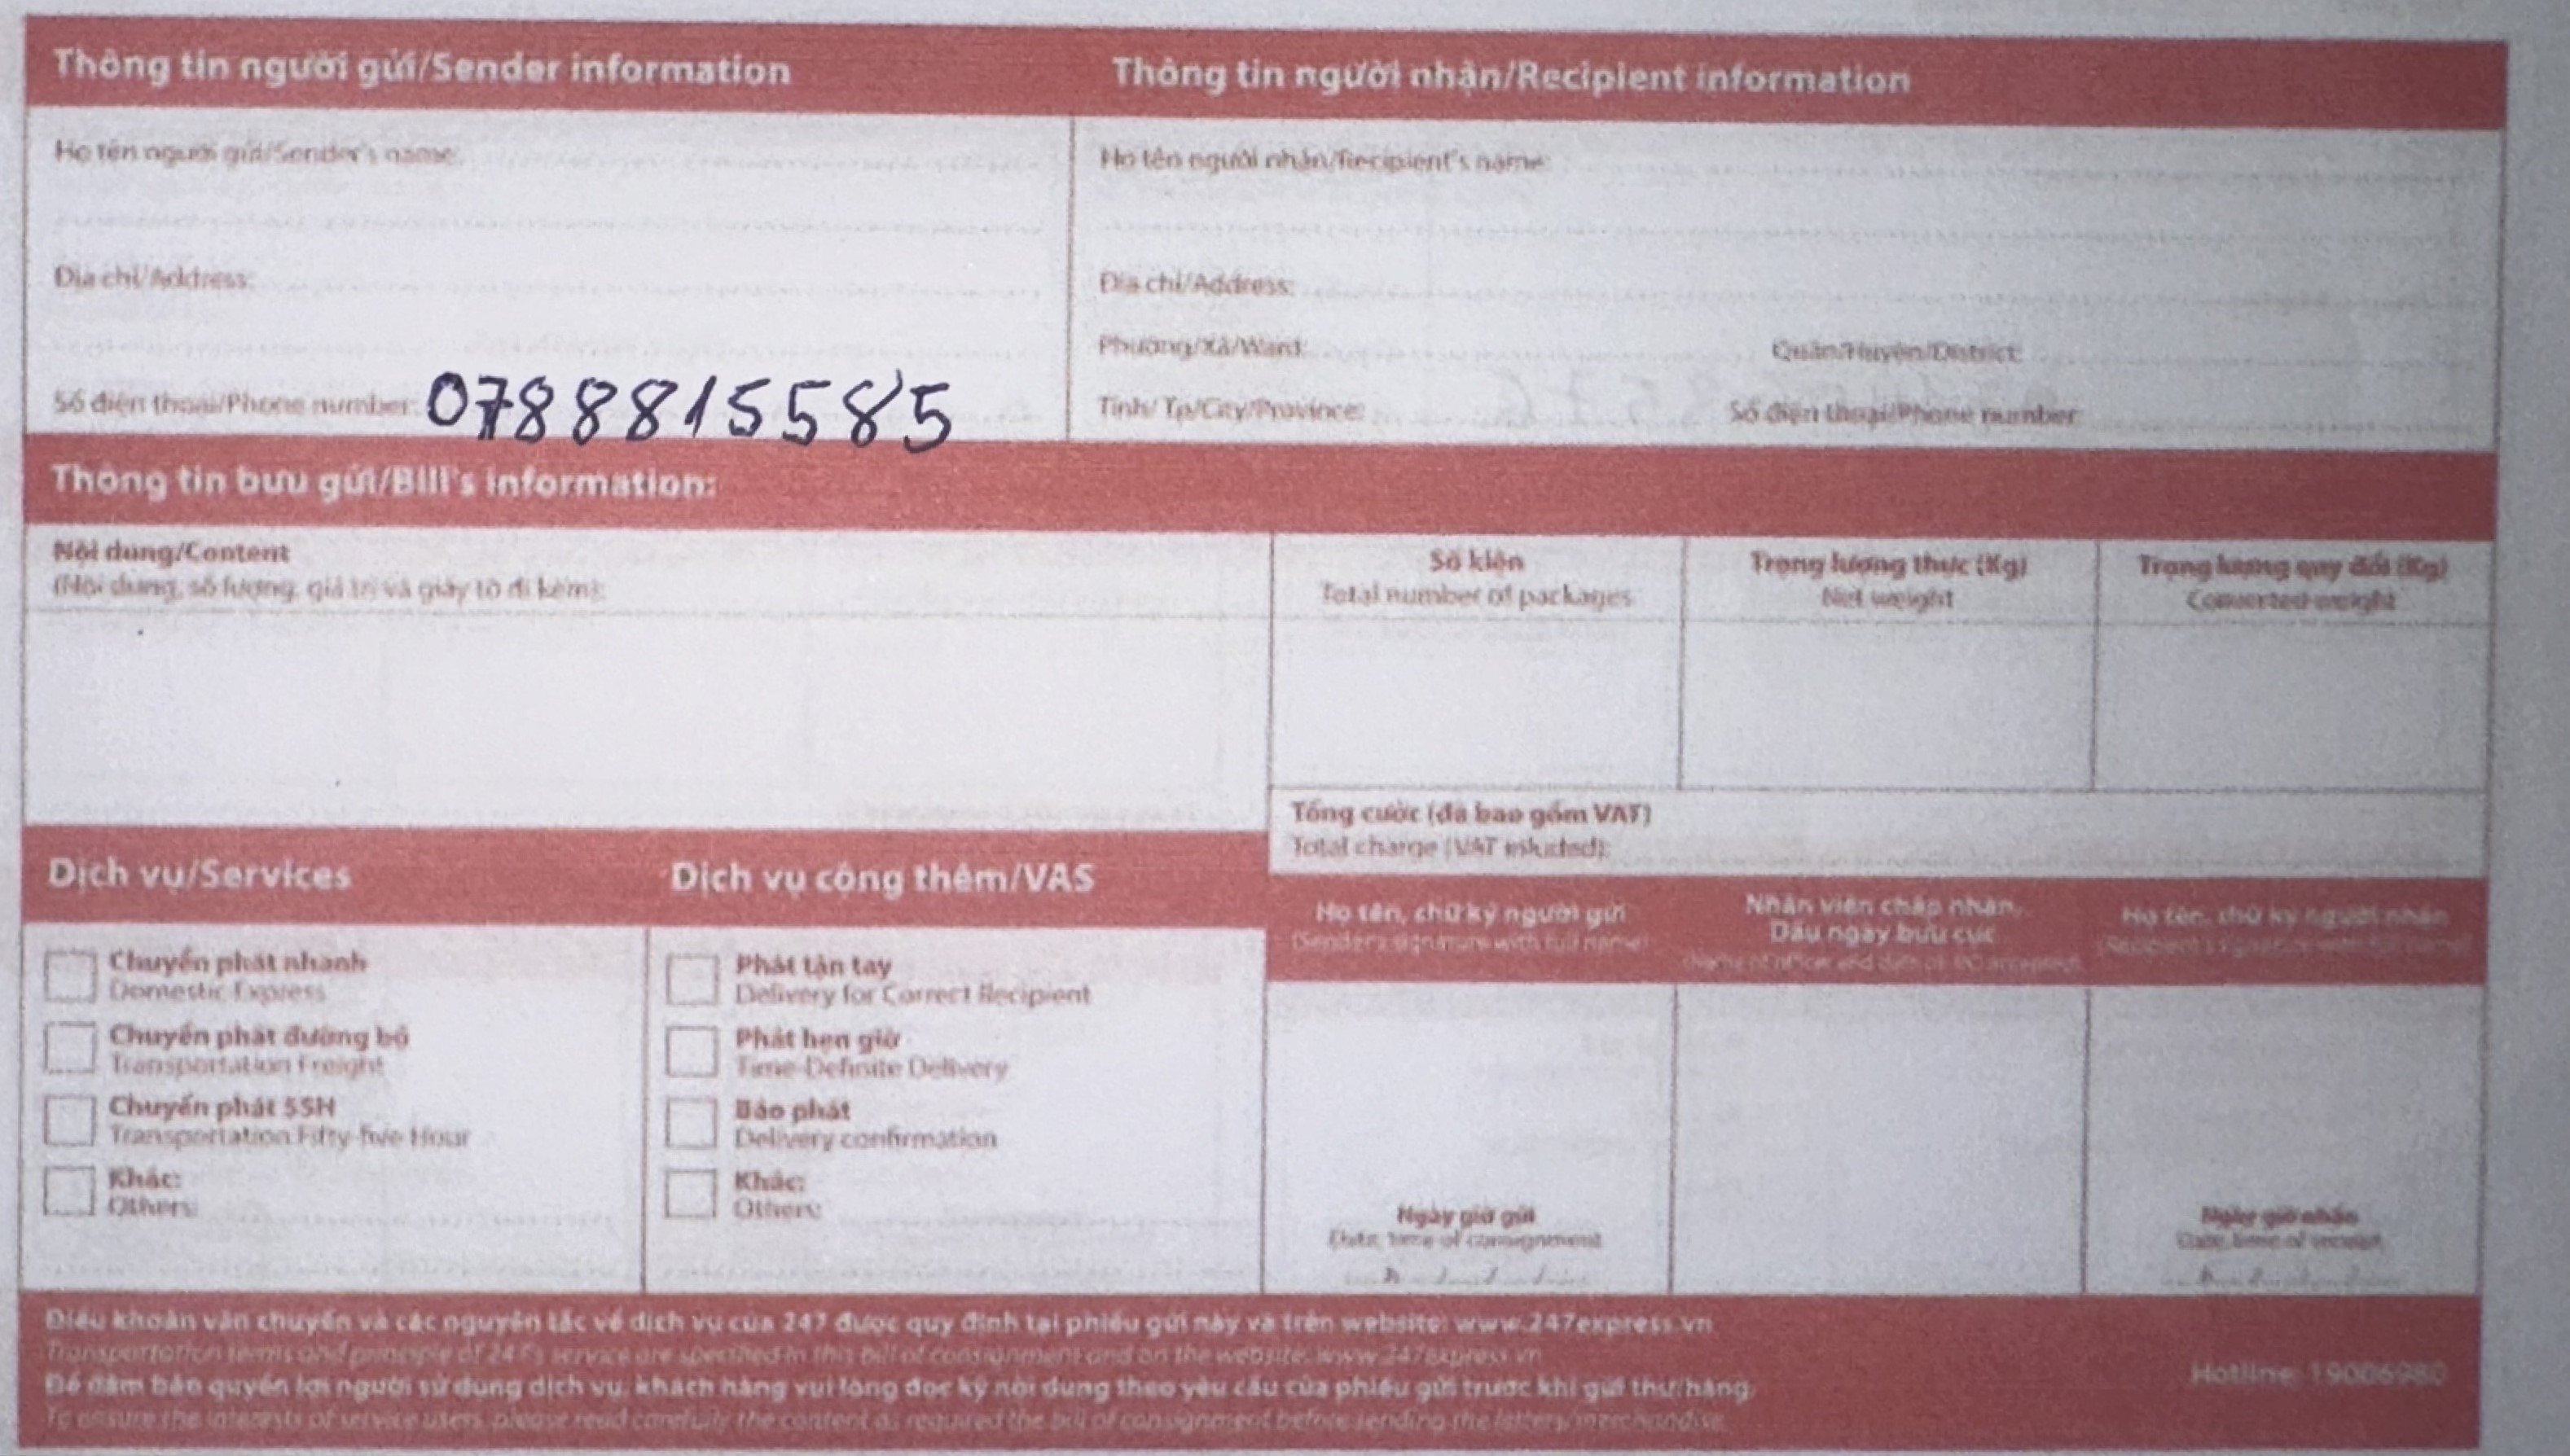 Thông tin người gửi/Sender information
Thông tin người nhận/Recipient information
Họ tên người gửi/Sender's name:
Địa chỉ/Address:
Số điện thoại/Phone number: 0788815585
Họ tên người nhận/Recipient's name:
Địa chỉ/Address:
Phường/Xã/Ward: Quận/Huyện/District:
Tỉnh/ Tp/City/Province: Số điện thoại/Phone number:
Thông tin bưu gửi/Bill's information:
Nội dung/Content
(Nội dung, số lượng, giá trị và giấy tờ đi kèm):
Số kiện
Total number of packages
Trọng lượng thực (Kg)
Net weight
Trọng lượng quy đổi (Kg)
Converted weight
Tổng cước (đã bao gồm VAT)
Total charge (VAT inluded):
Dịch vụ/Services
Chuyển phát nhanh
Domestic Express
Chuyển phát đường bộ
Transportation Freight
Chuyển phát 55H
Transportation Fifty-five Hour
Khác:
Others:
Dịch vụ cộng thêm/VAS
Phát tận tay
Delivery for Correct Recipient
Phát hẹn giờ
Time-Definite Delivery
Báo phát
Delivery confirmation
Khác:
Others:
Họ tên, chữ ký người gửi
(Sender's signature with full name)
Nhân viên chấp nhận,
Dấu ngày bưu cục
Họ tên, chữ ký người nhận
(Recipient's signature with full name)
Ngày giờ gửi
Date, time of consignment
Ngày giờ nhận
Date, time of receipt
Điều khoản vận chuyển và các nguyên tắc về dịch vụ của 247 được quy định tại phiếu gửi này và trên website: www.247express.vn
Transportation terms and principle of 247's service are specified in this bill of consignment and on the website: www.247express.vn
Để đảm bảo quyền lợi người sử dụng dịch vụ, khách hàng vui lòng đọc kỹ nội dung theo yêu cầu của phiếu gửi trước khi gửi thư/hàng.
To ensure the interests of service users, please read carefully the content as required the bill of consignment before sending the letters/merchandise.
Hotline: 19006980